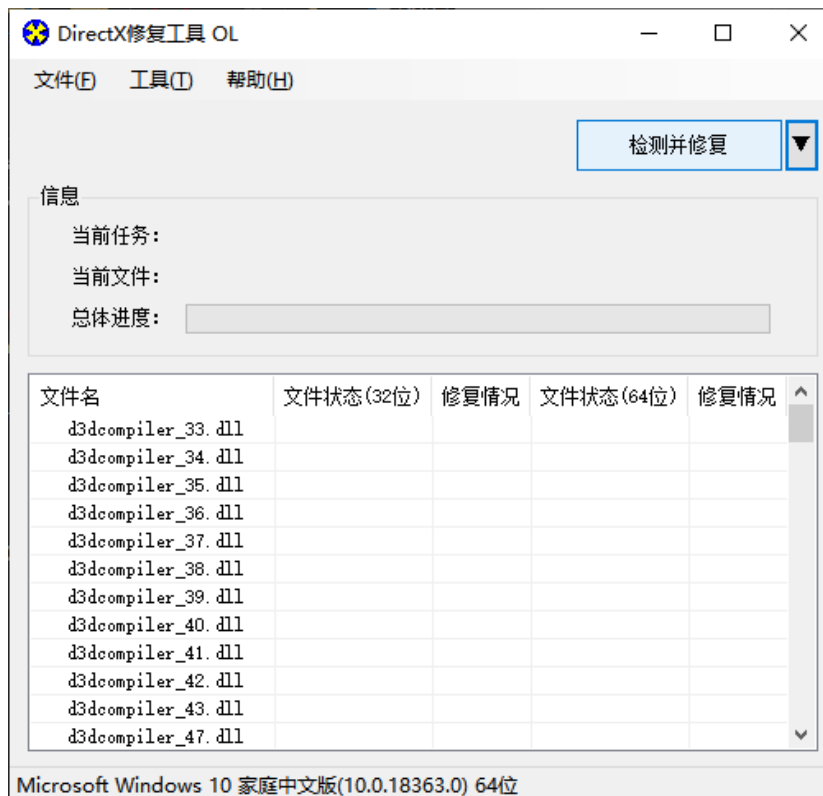 DirectX修复工具 OL
文件(F) 工具(T) 帮助(H)
检测并修复
信息
当前任务:
当前文件:
总体进度:
文件名 文件状态(32位) 修复情况 文件状态(64位) 修复情况
d3dcompiler_33.dll
d3dcompiler_34.dll
d3dcompiler_35.dll
d3dcompiler_36.dll
d3dcompiler_37.dll
d3dcompiler_38.dll
d3dcompiler_39.dll
d3dcompiler_40.dll
d3dcompiler_41.dll
d3dcompiler_42.dll
d3dcompiler_43.dll
d3dcompiler_47.dll
Microsoft Windows 10 家庭中文版(10.0.18363.0) 64位